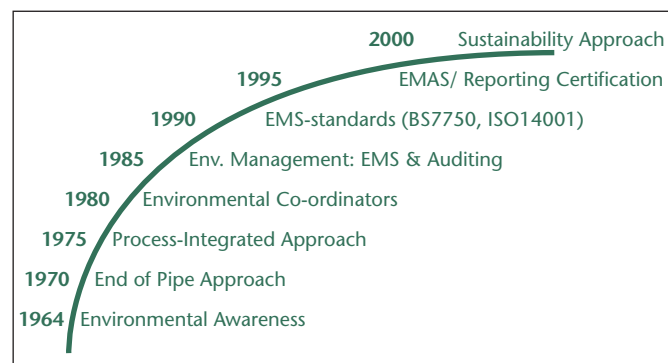 2000 Sustainability Approach
1995 EMAS/ Reporting Certification
1990 EMS-standards (BS7750, ISO14001)
1985 Env. Management: EMS & Auditing
1980 Environmental Co-ordinators
1975 Process-Integrated Approach
1970 End of Pipe Approach
1964 Environmental Awareness